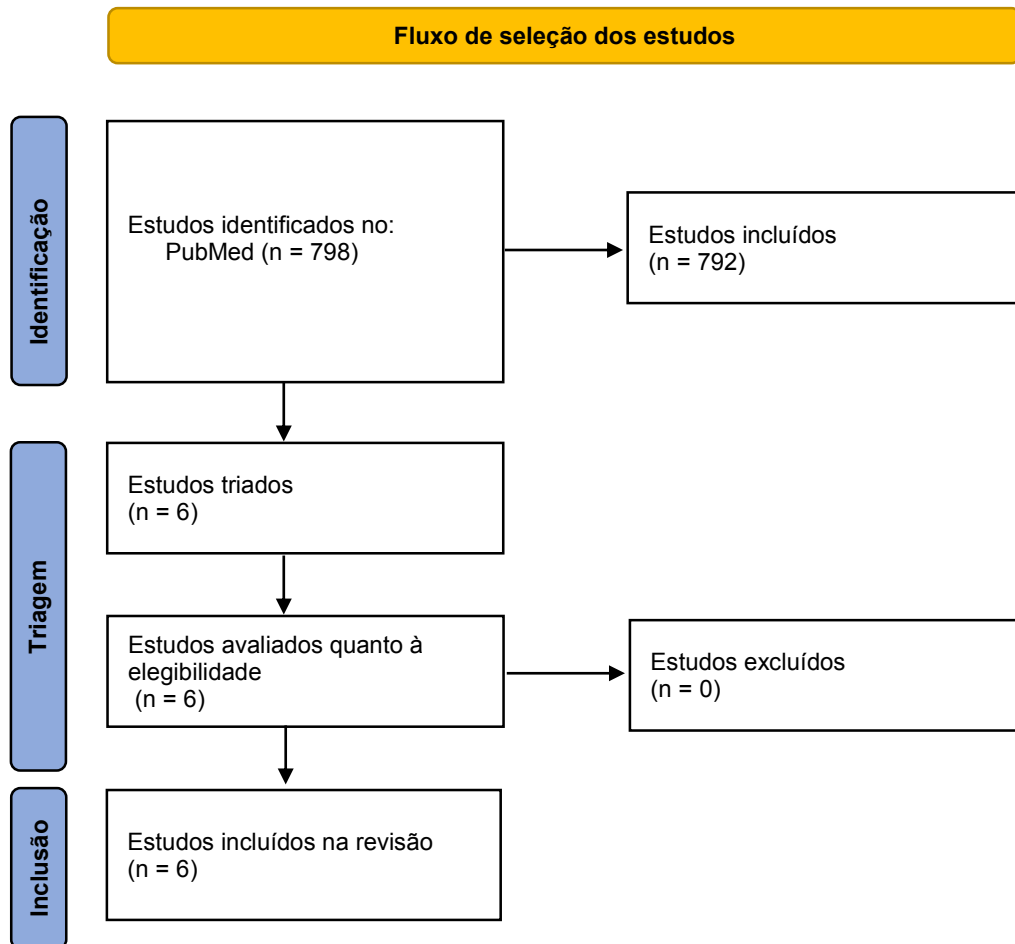 Fluxo de seleção dos estudos
Identificação
Estudos identificados no:
PubMed (n = 798)
Estudos incluídos
(n = 792)
Triagem
Estudos triados
(n = 6)
Estudos avaliados quanto à
elegibilidade
(n = 6)
Estudos excluídos
(n = 0)
Inclusão
Estudos incluídos na revisão
(n = 6)